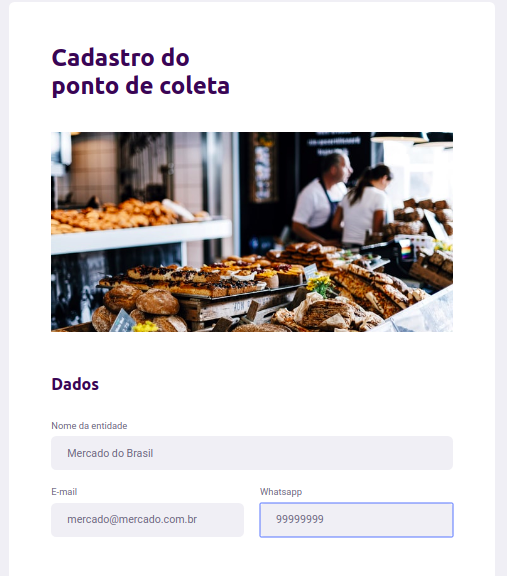 Cadastro do
ponto de coleta
Dados
Nome da entidade
Mercado do Brasil
E-mail
Whatsapp
mercado@mercado.com.br
99999999